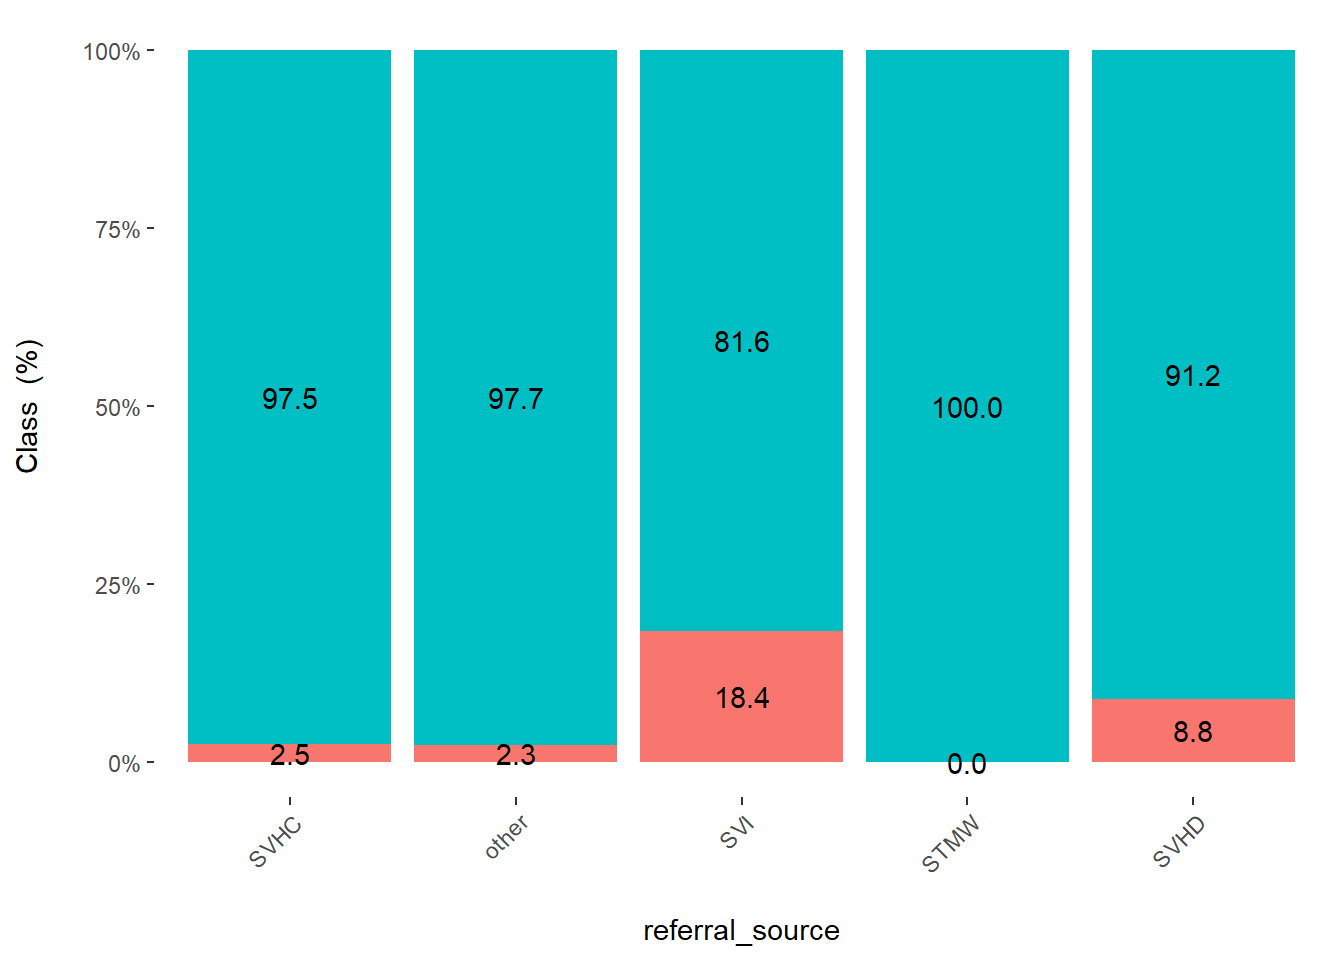 100%
75%
50%
25%
0%
Class (%)
97.5
97.7
81.6
100.0
91.2
2.5
2.3
18.4
0.0
8.8
SVHC
other
SVI
STMW
SVHD
referral_source